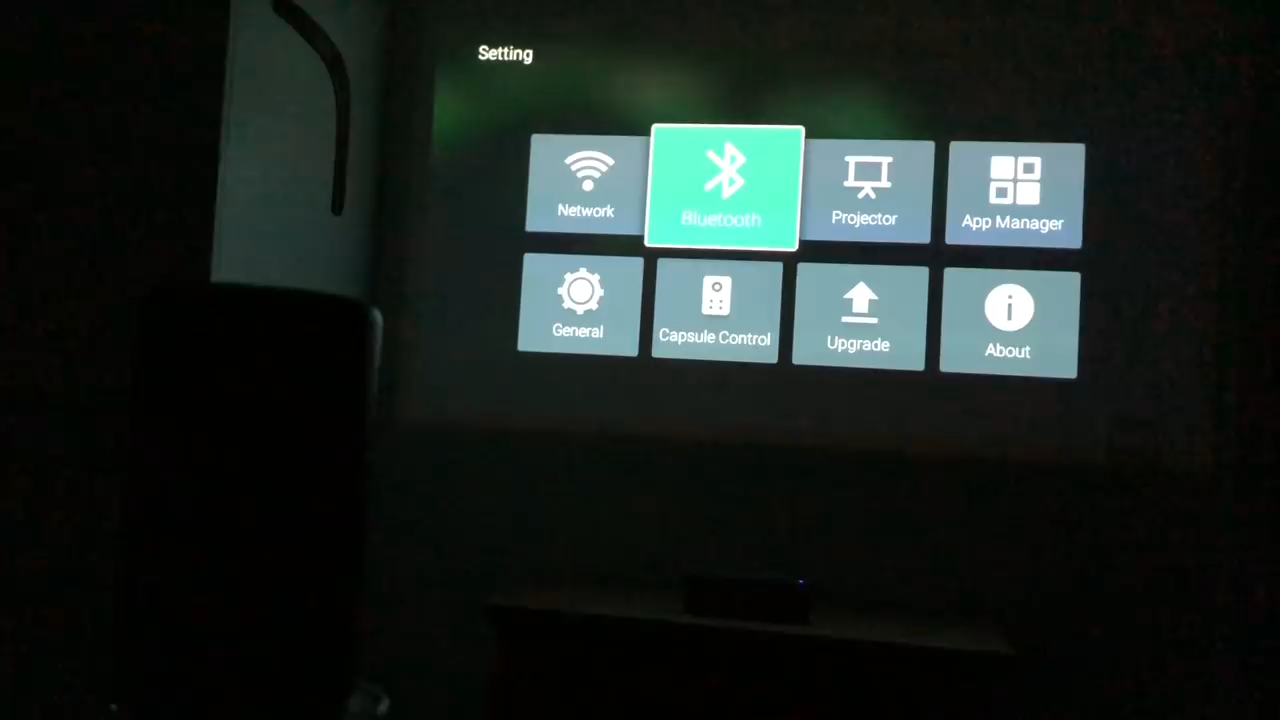 Setting
Network
Bluetooth
Projector
App Manager
General
Capsule Control
Upgrade
About